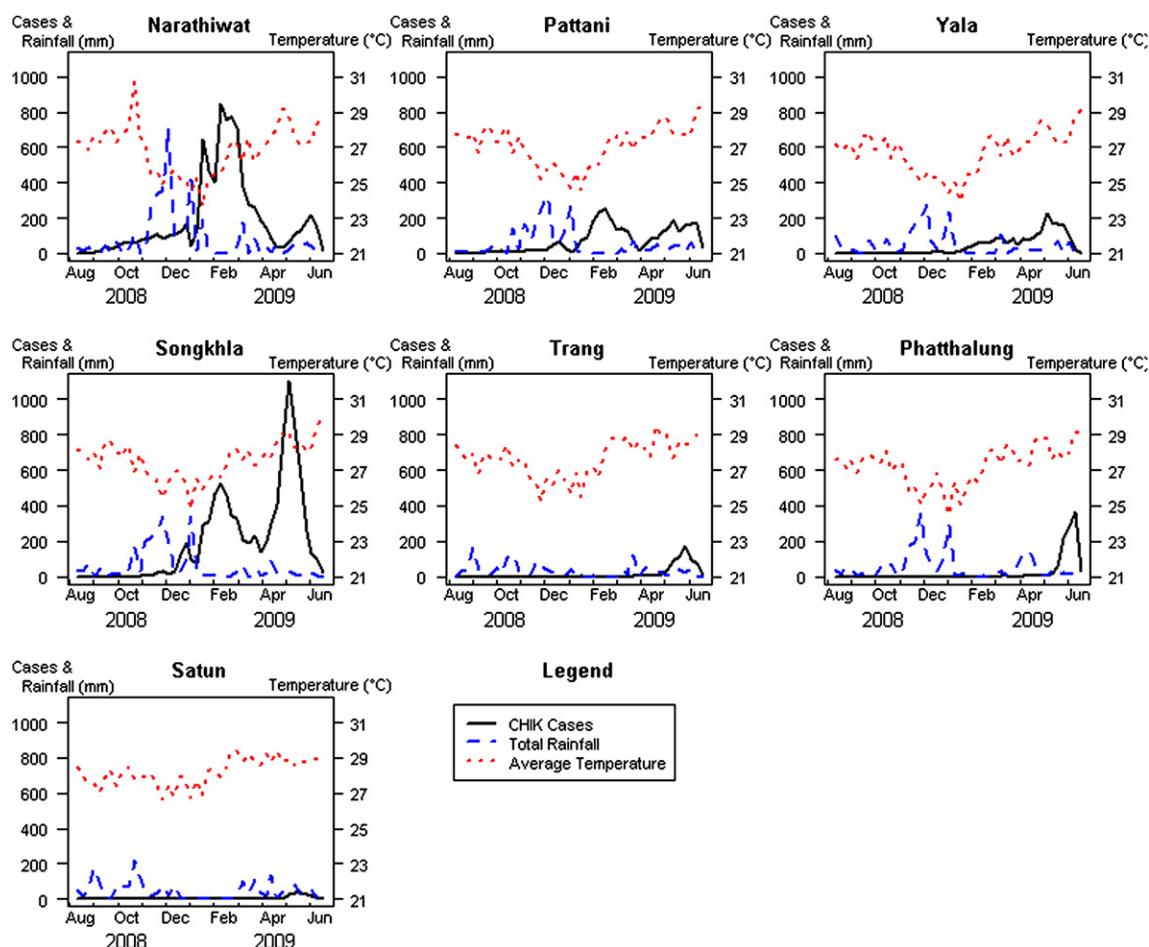 Cases & Rainfall (mm) Narathiwat Temperature (°C)
1000 800 600 400 200 0
31 29 27 25 23 21
Aug Oct Dec Feb Apr Jun
2008 2009
Cases & Rainfall (mm) Pattani Temperature (°C)
1000 800 600 400 200 0
31 29 27 25 23 21
Aug Oct Dec Feb Apr Jun
2008 2009
Cases & Rainfall (mm) Yala Temperature (°C)
1000 800 600 400 200 0
31 29 27 25 23 21
Aug Oct Dec Feb Apr Jun
2008 2009
Cases & Rainfall (mm) Songkhla Temperature (°C)
1000 800 600 400 200 0
31 29 27 25 23 21
Aug Oct Dec Feb Apr Jun
2008 2009
Cases & Rainfall (mm) Trang Temperature (°C)
1000 800 600 400 200 0
31 29 27 25 23 21
Aug Oct Dec Feb Apr Jun
2008 2009
Cases & Rainfall (mm) Phatthalung Temperature (°C)
1000 800 600 400 200 0
31 29 27 25 23 21
Aug Oct Dec Feb Apr Jun
2008 2009
Cases & Rainfall (mm) Satun Temperature (°C)
1000 800 600 400 200 0
31 29 27 25 23 21
Aug Oct Dec Feb Apr Jun
2008 2009
Legend
CHIK Cases
Total Rainfall
Average Temperature